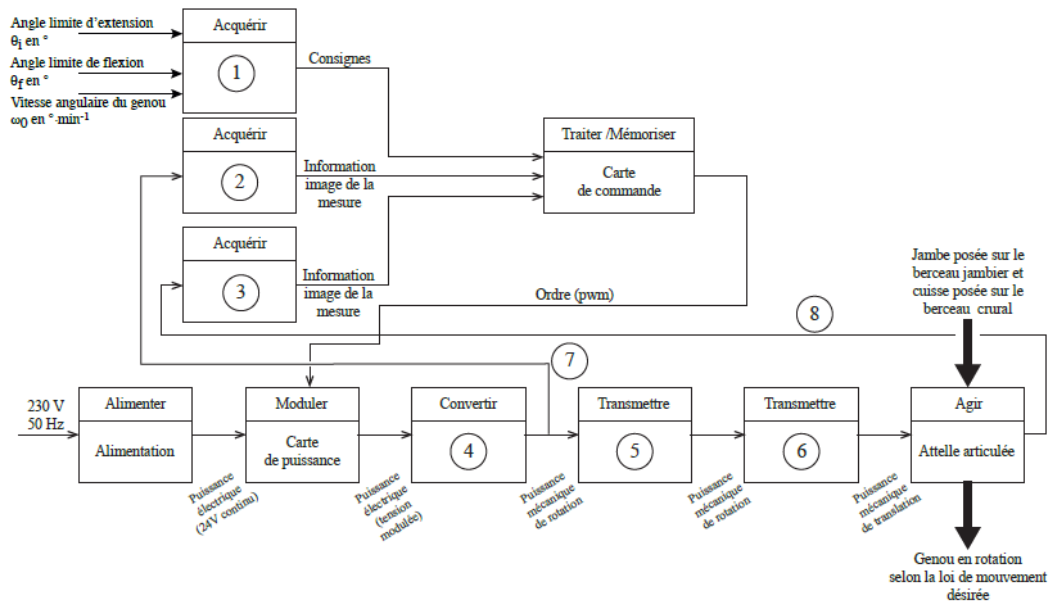 Angle limite d'extension
θi en °
Angle limite de flexion
θf en °
Vitesse angulaire du genou
ω0 en °·min-1
Acquérir
1
Consignes
Acquérir
2
Information
image de la
mesure
Acquérir
3
Information
image de la
mesure
Traiter /Mémoriser
Carte
de commande
Ordre (pwm)
Jambe posée sur le
berceau jambier et
cuisse posée sur le
berceau crural
8
7
230 V
50 Hz
Alimenter
Alimentation
Puissance
électrique
(24V continu)
Moduler
Carte
de puissance
Puissance
électrique
(tension
modulée)
Convertir
4
Puissance
mécanique
de rotation
Transmettre
5
Puissance
mécanique
de rotation
Transmettre
6
Puissance
mécanique
de translation
Agir
Attelle articulée
Genou en rotation
selon la loi de mouvement
désirée